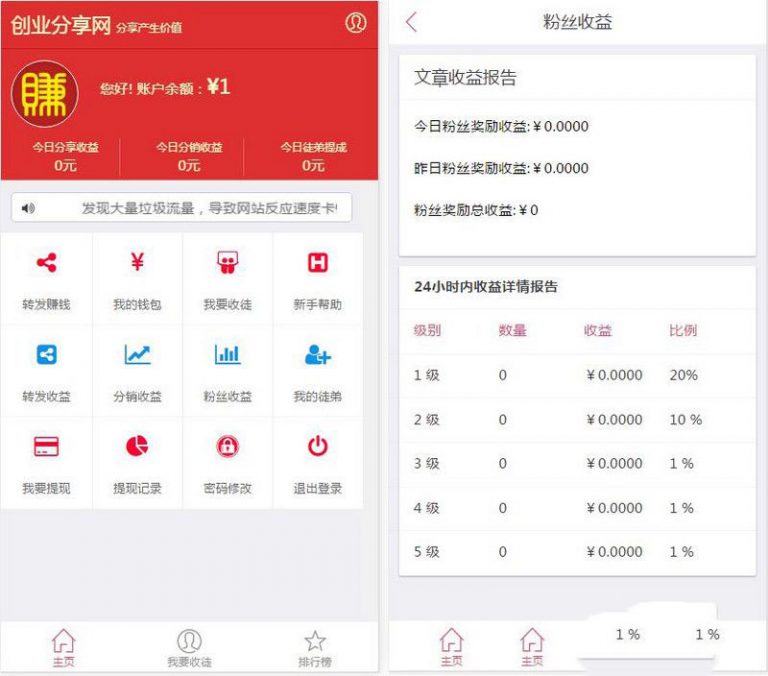 创业分享网 分享产生价值
赚
您好! 账户余额：¥1
今日分享收益 今日分销收益 今日徒弟提成
0元 0元 0元
发现大量垃圾流量，导致网站反应速度卡!
转发赚钱 我的钱包 我要收徒 新手帮助
转发收益 分销收益 粉丝收益 我的徒弟
我要提现 提现记录 密码修改 退出登录
主页 我要收徒 排行榜
粉丝收益
文章收益报告
今日粉丝奖励收益:￥0.0000
昨日粉丝奖励收益:￥0.0000
粉丝奖励总收益:￥0
24小时内收益详情报告
级别 数量 收益 比例
1 级 0 ￥0.0000 20%
2 级 0 ￥0.0000 10 %
3 级 0 ￥0.0000 1 %
4 级 0 ￥0.0000 1 %
5 级 0 ￥0.0000 1 %
1 % 1 %
主页 主页